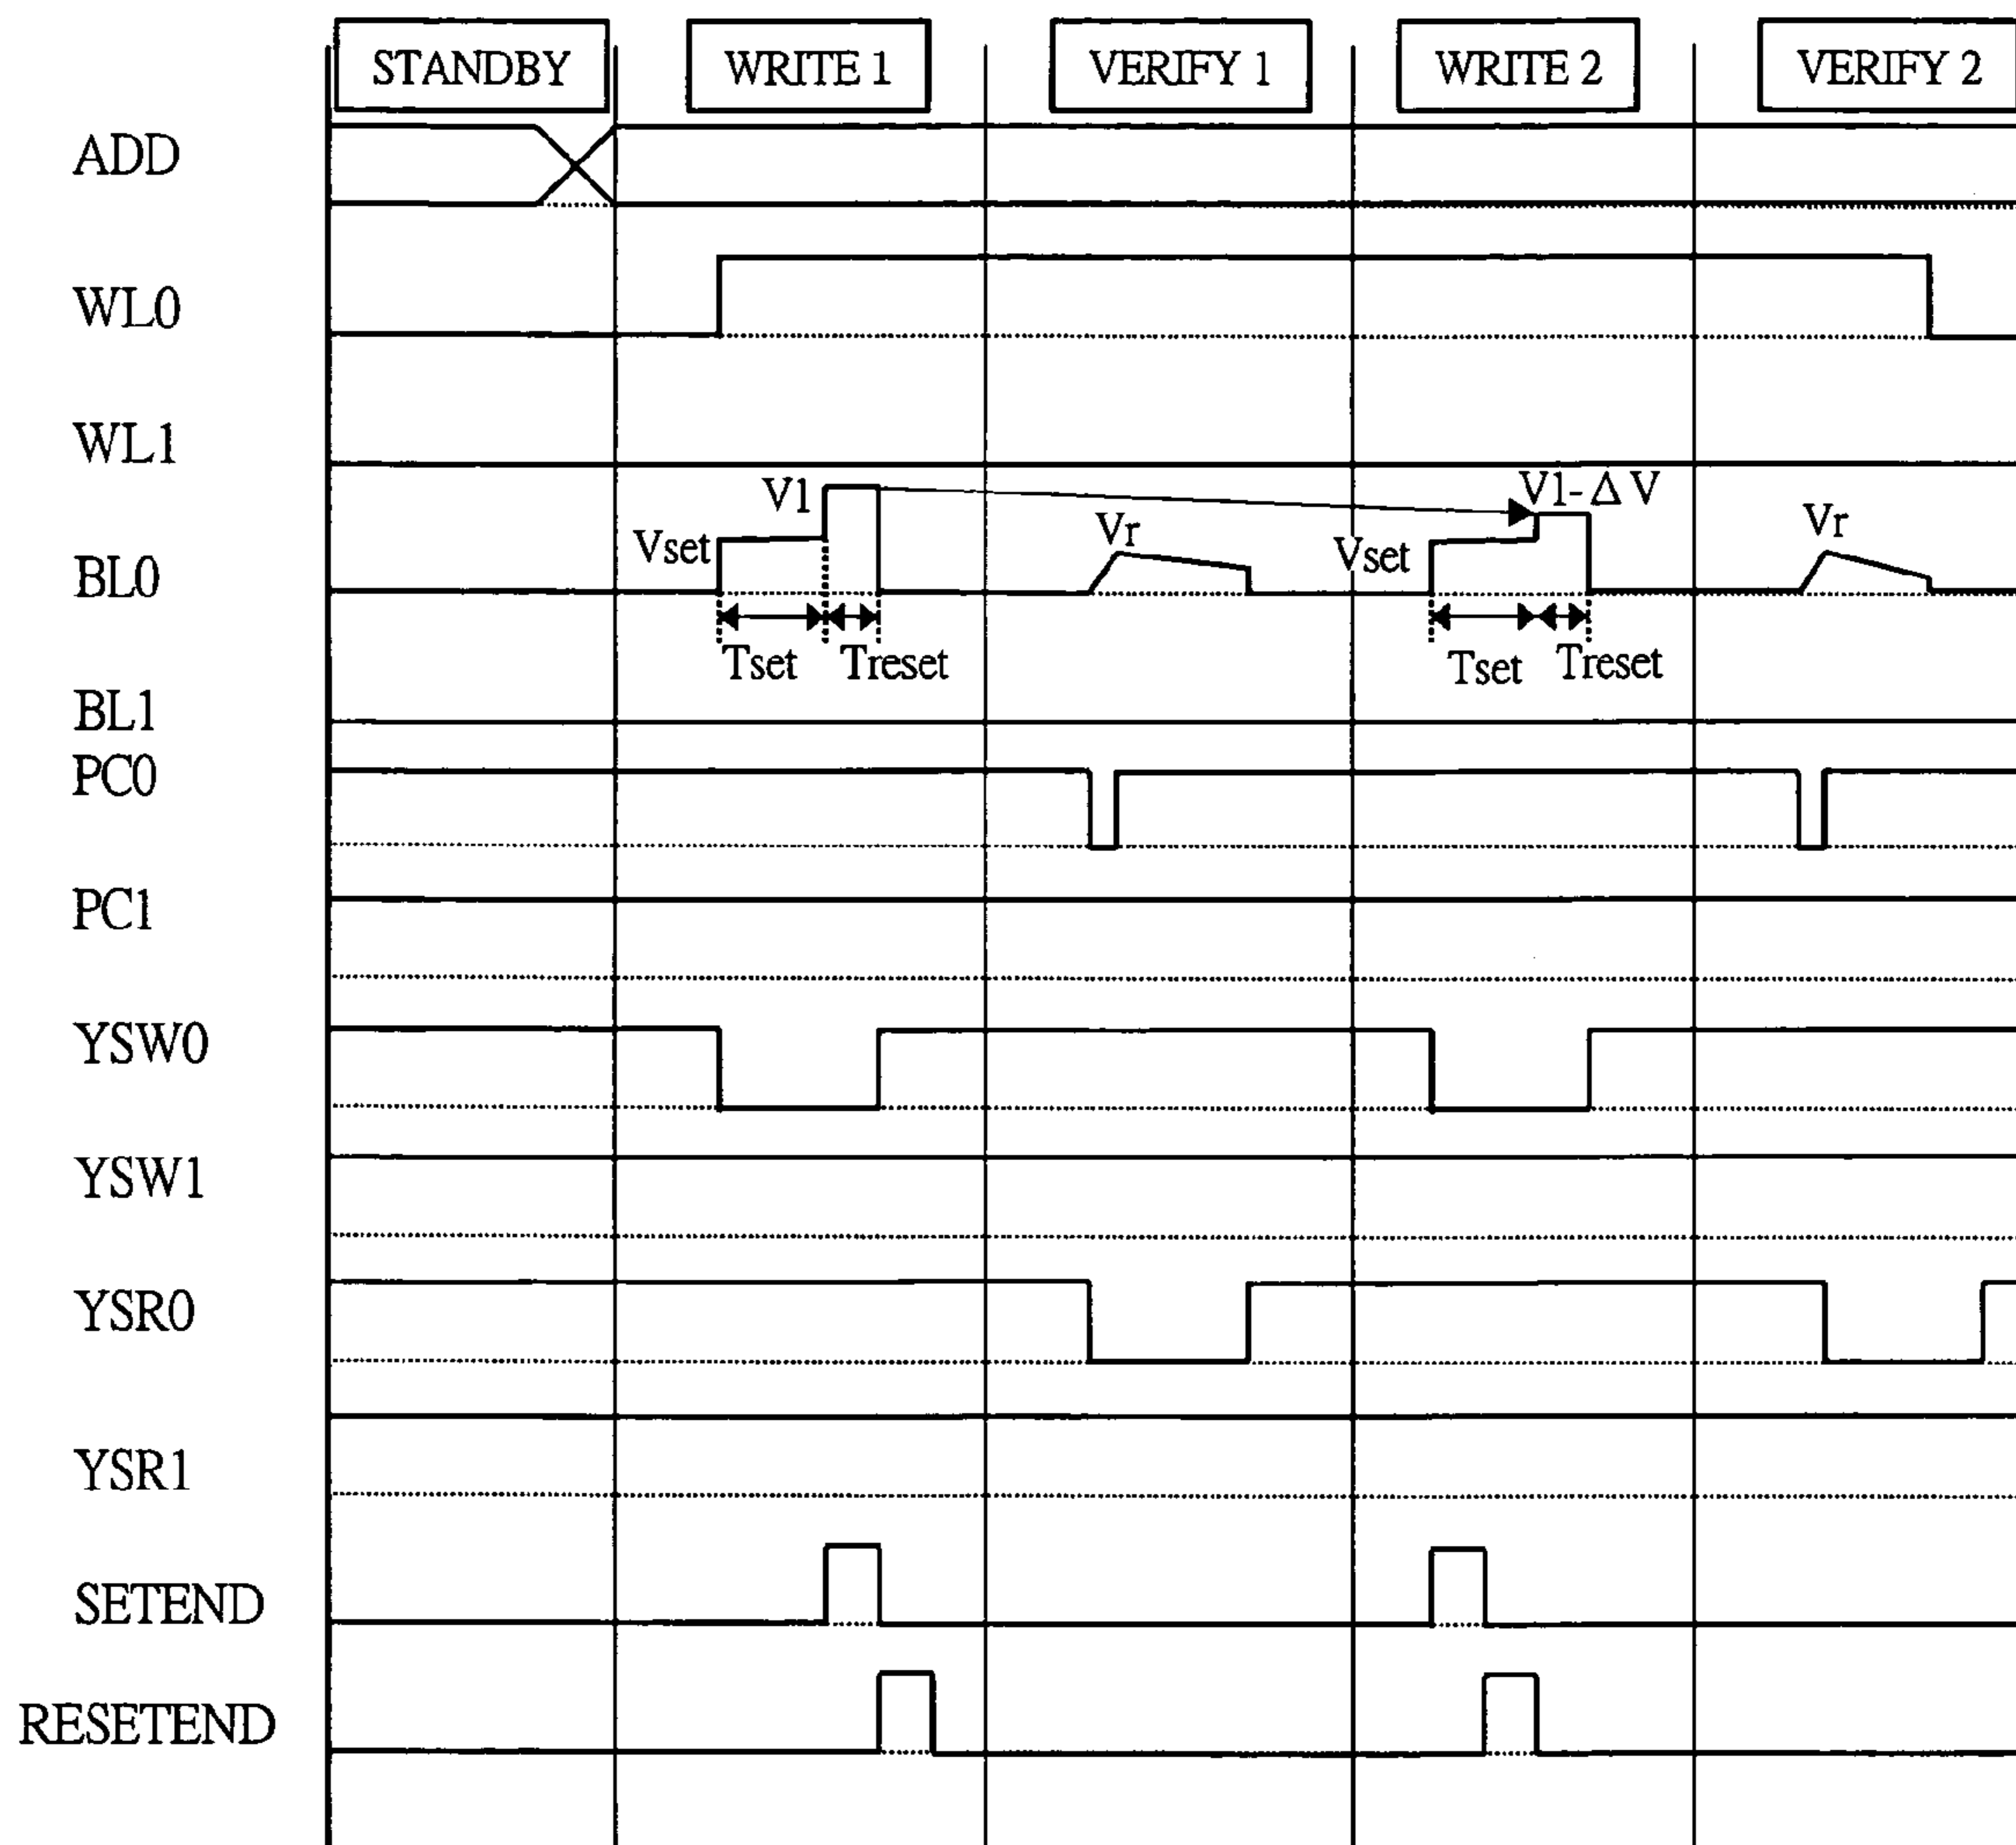 STANDBY WRITE 1 VERIFY 1 WRITE 2 VERIFY 2
ADD
WL0
WL1
V1 V1-ΔV
Vset Vr Vset Vr
BL0
Tset Treset Tset Treset
BL1
PC0
PC1
YSW0
YSW1
YSR0
YSR1
SETEND
RESETEND